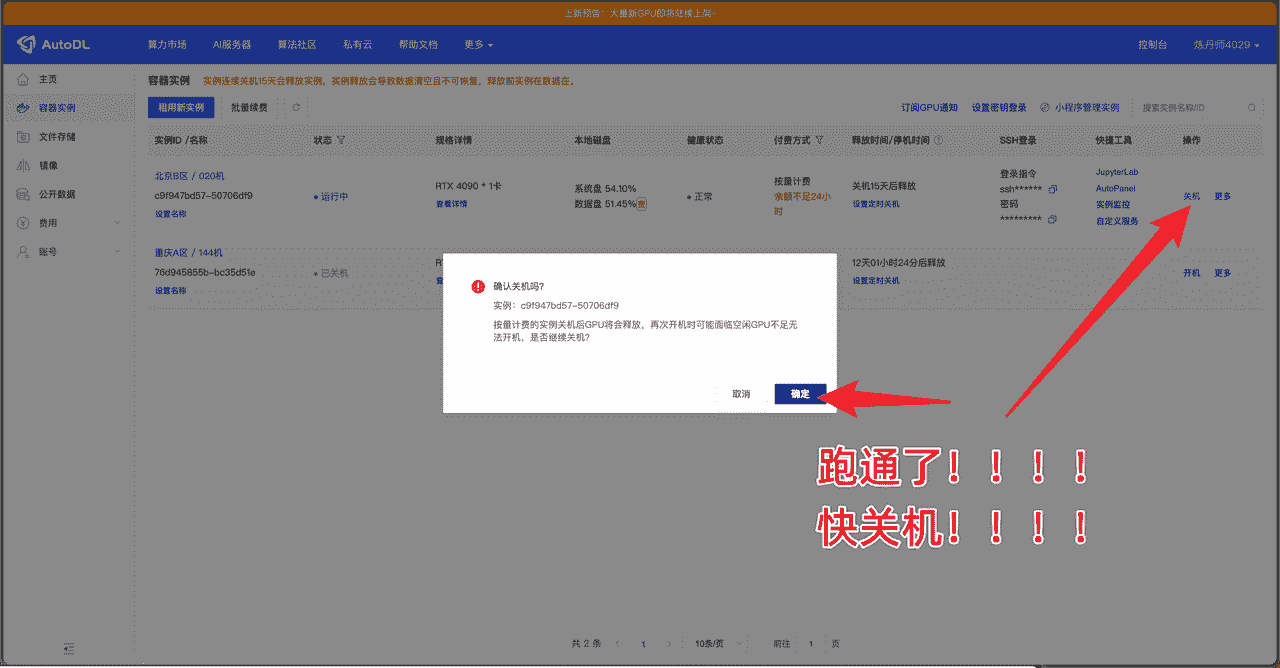 上新预告：大量新GPU即将陆续上架~
AutoDL
算力市场 AI服务器 算法社区 私有云 帮助文档 更多 控制台 炼丹师4029
主页
容器实例
文件存储
镜像
公开数据
费用
账号
容器实例 实例连续关机15天会释放实例，实例释放会导致数据清空且不可恢复，释放前实例在数据在。
租用新实例 批量续费 订阅GPU通知 设置密钥登录 小程序管理实例 搜索实例名称/ID
实例ID /名称 状态 规格详情 本地磁盘 健康状态 付费方式 释放时间/停机时间 SSH登录 快捷工具 操作
北京B区 / 020机
c9f947bd57-50706df9
设置名称
运行中
RTX 4090 * 1卡
查看详情
系统盘 54.10%
数据盘 51.45% 费
正常
按量计费
余额不足24小
时
关机15天后释放
设置定时关机
登录指令
ssh******
密码
*********
JupyterLab
AutoPanel
实例监控
自定义服务
关机 更多
重庆A区 / 144机
76d945855b-bc35d51e
设置名称
已关机
12天01小时24分后释放
设置定时关机
开机 更多
确认关机吗?
实例：c9f947bd57-50706df9
按量计费的实例关机后GPU将会释放，再次开机时可能面临空闲GPU不足无
法开机，是否继续关机?
取消 确定
跑通了！！！！
快关机！！！！
共 2 条 1 10条/页 前往 1 页